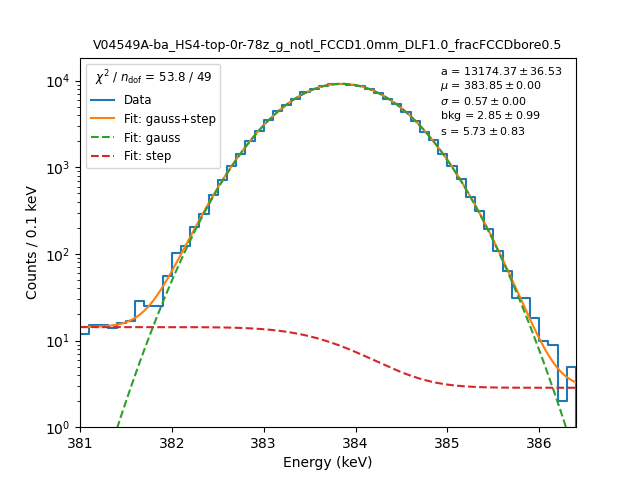 V04549A-ba_HS4-top-0r-78z_g_notl_FCCD1.0mm_DLF1.0_fracFCCDbore0.5
χ² / n_dof = 53.8 / 49
Data
Fit: gauss+step
Fit: gauss
Fit: step
a = 13174.37 ± 36.53
μ = 383.85 ± 0.00
σ = 0.57 ± 0.00
bkg = 2.85 ± 0.99
s = 5.73 ± 0.83
Counts / 0.1 keV
10⁴
10³
10²
10¹
10⁰
381 382 383 384 385 386
Energy (keV)